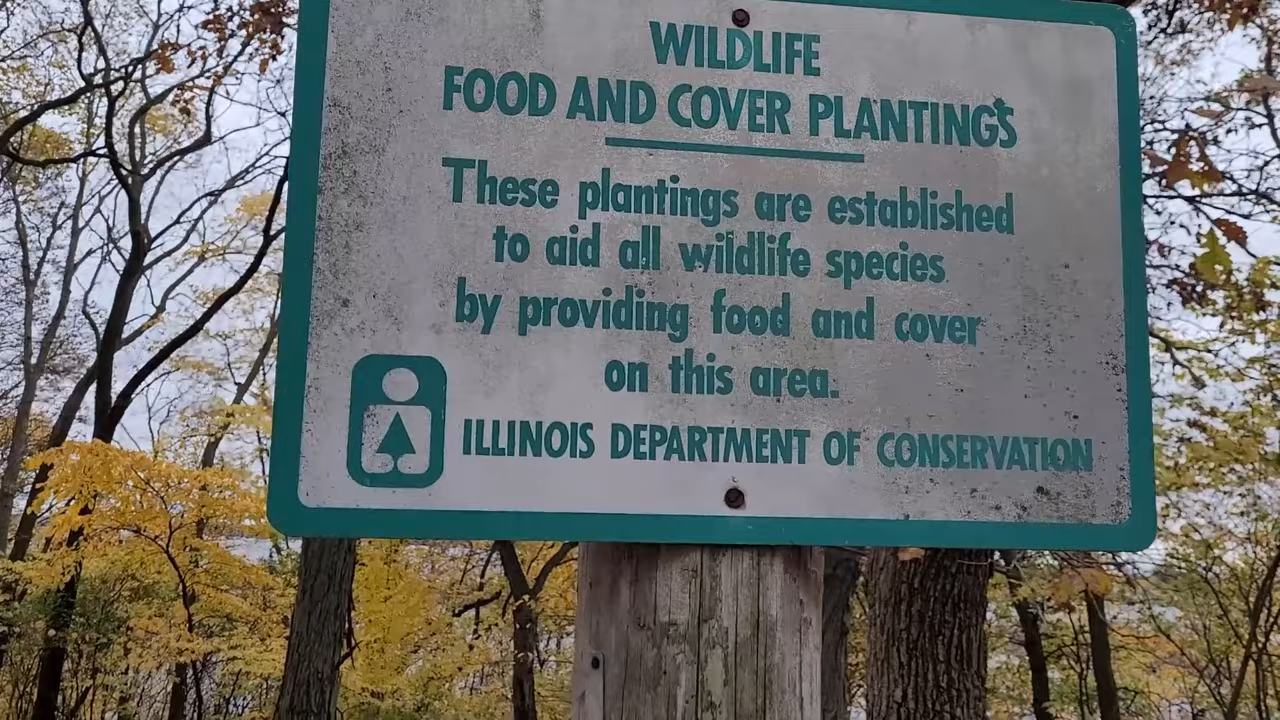 WILDLIFE
FOOD AND COVER PLANTINGS
These plantings are established
to aid all wildlife species
by providing food and cover
on this area.
ILLINOIS DEPARTMENT OF CONSERVATION